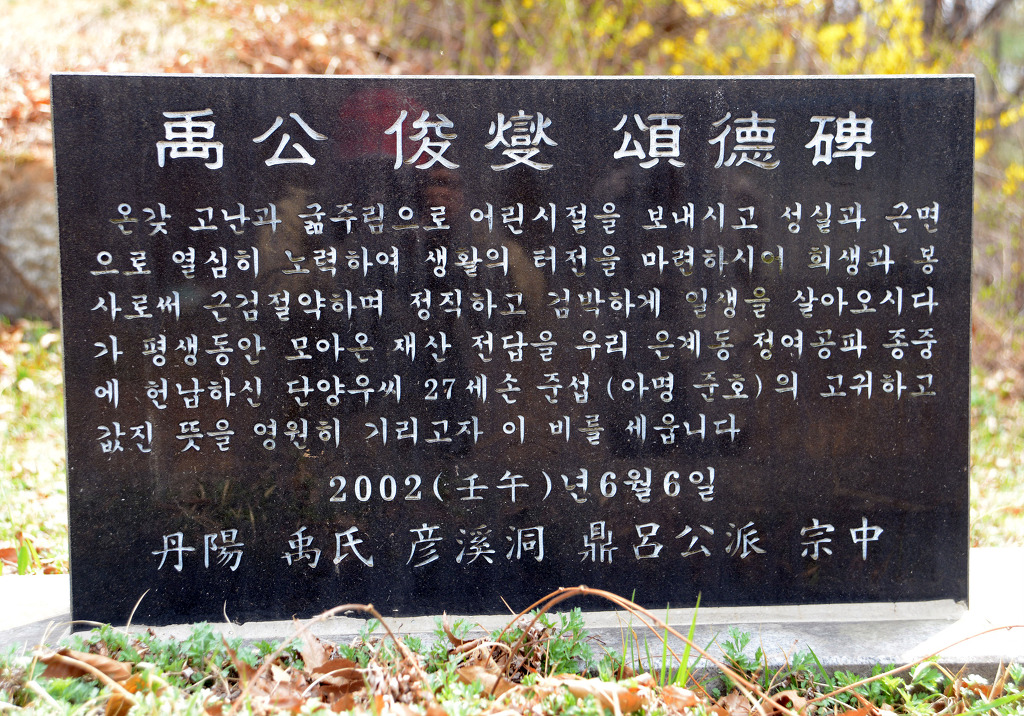 禹公 俊燮 頌德碑
온갖 고난과 굶주림으로 어린시절을 보내시고 성실과 근면
으로 열심히 노력하여 생활의 터전을 마련하시어 희생과 봉
사로써 근검절약하며 정직하고 검박하게 일생을 살아오시다
가 평생동안 모아온 재산 전답을 우리 은계동 정여공파 종중
에 헌납하신 단양우씨 27세손 준섭(아명 준호)의 고귀하고
값진 뜻을 영원히 기리고자 이 비를 세웁니다
2002(壬午)년6월6일
丹陽 禹氏 彦溪洞 鼎呂公派 宗中